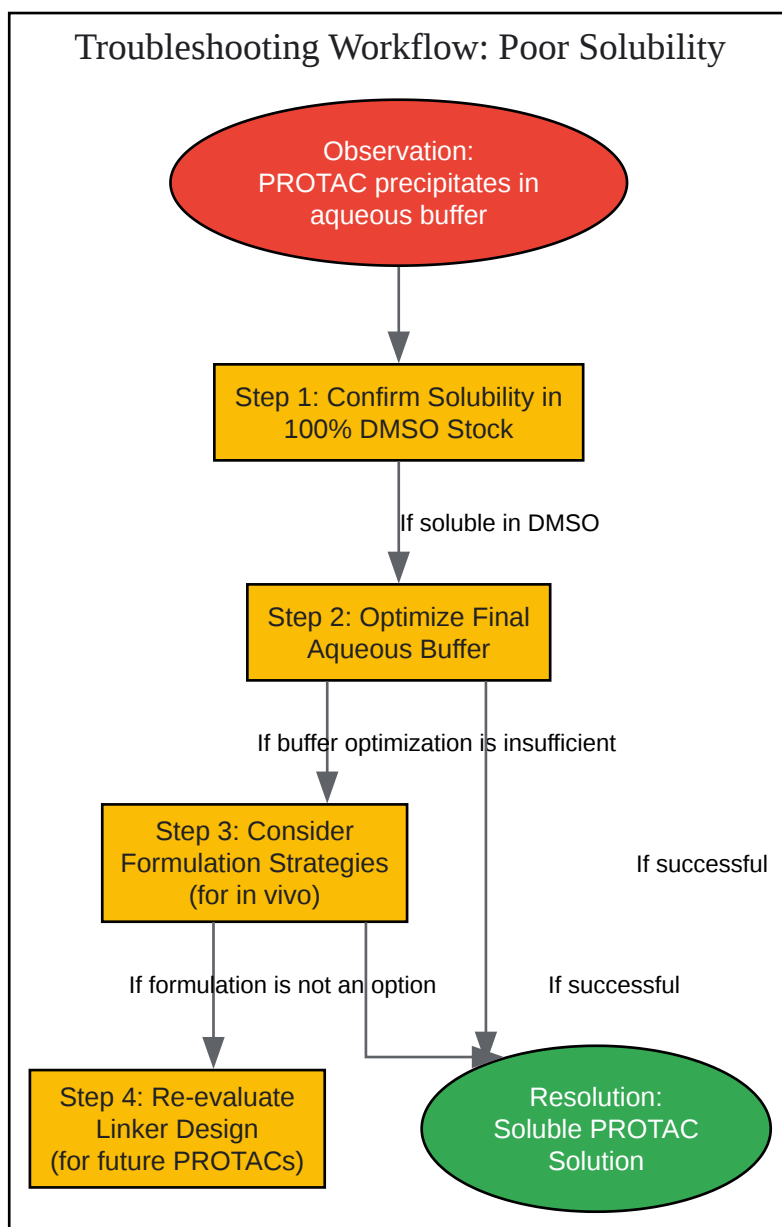 Troubleshooting Workflow: Poor Solubility
Observation:
PROTAC precipitates in
aqueous buffer
Step 1: Confirm Solubility in
100% DMSO Stock
If soluble in DMSO
Step 2: Optimize Final
Aqueous Buffer
If buffer optimization is insufficient
Step 3: Consider
Formulation Strategies
(for in vivo)
If successful
If formulation is not an option
If successful
Step 4: Re-evaluate
Linker Design
(for future PROTACs)
Resolution:
Soluble PROTAC
Solution